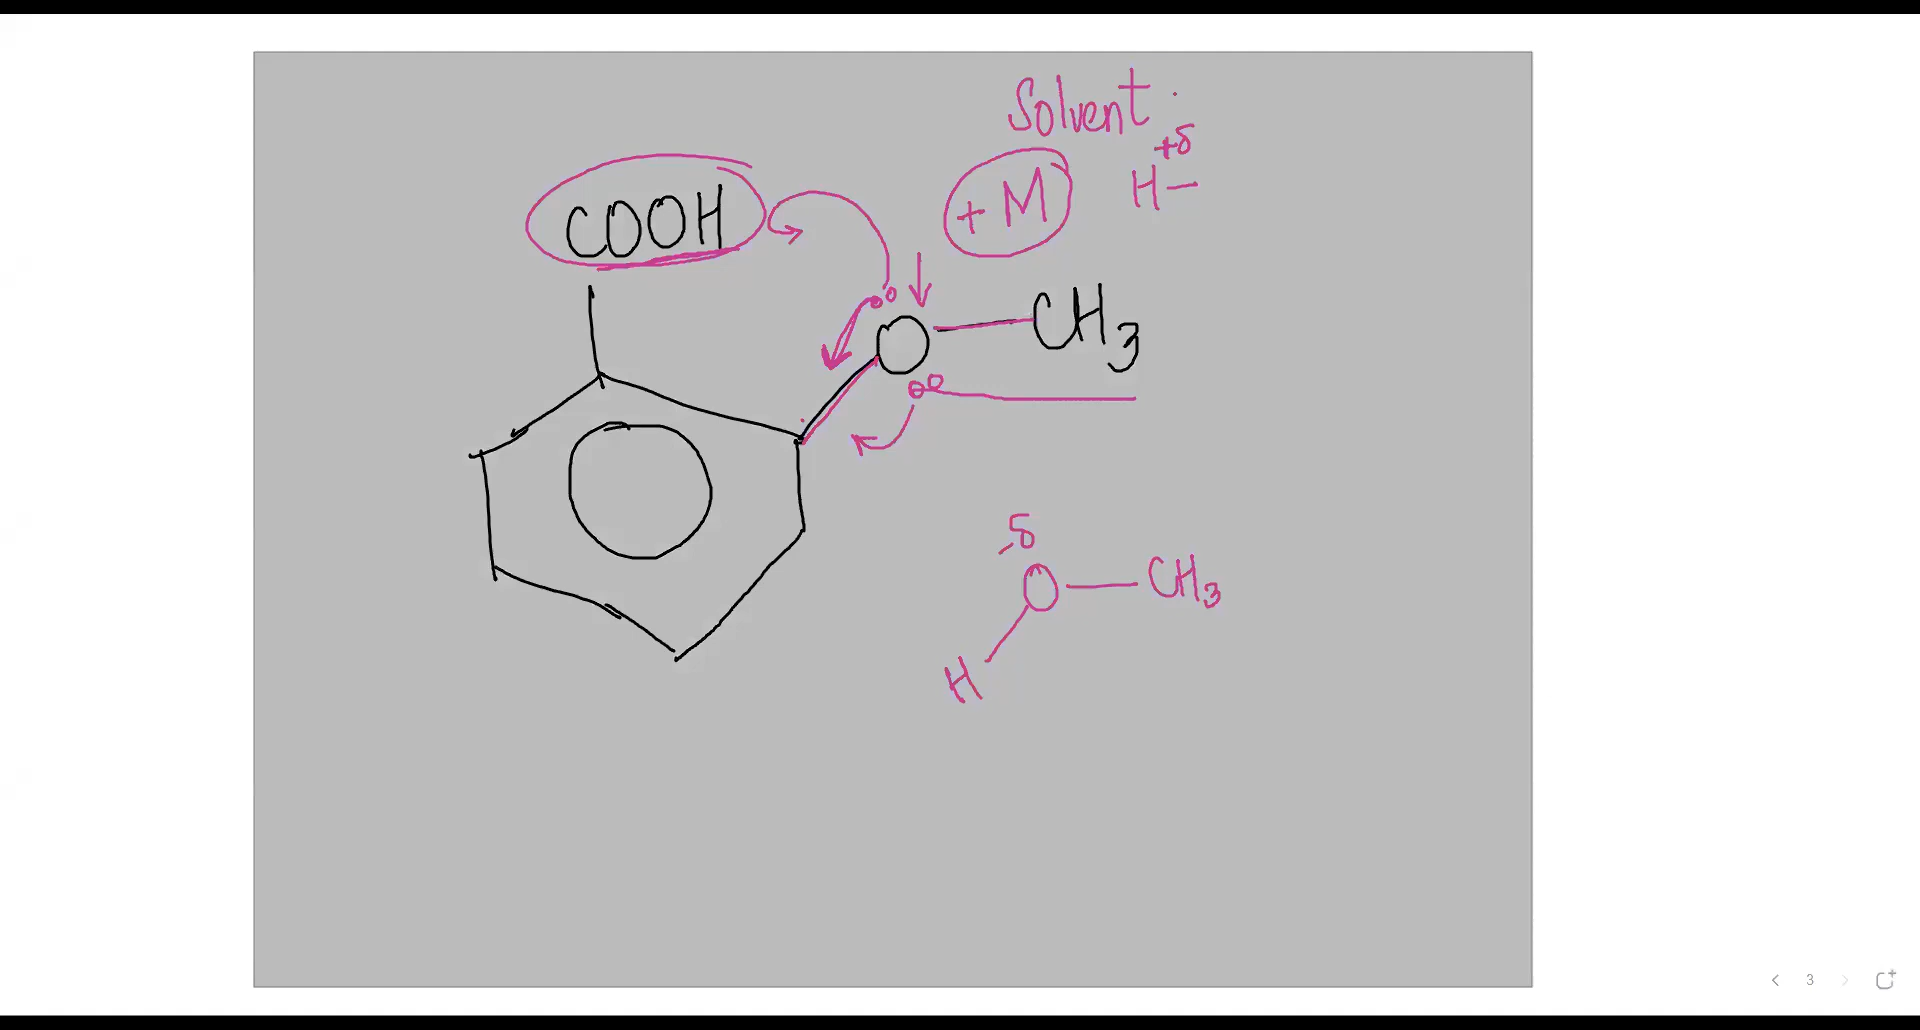 Solvent
+δ
H—
+M
COOH
O—CH3
-δ
O—CH3
H
3